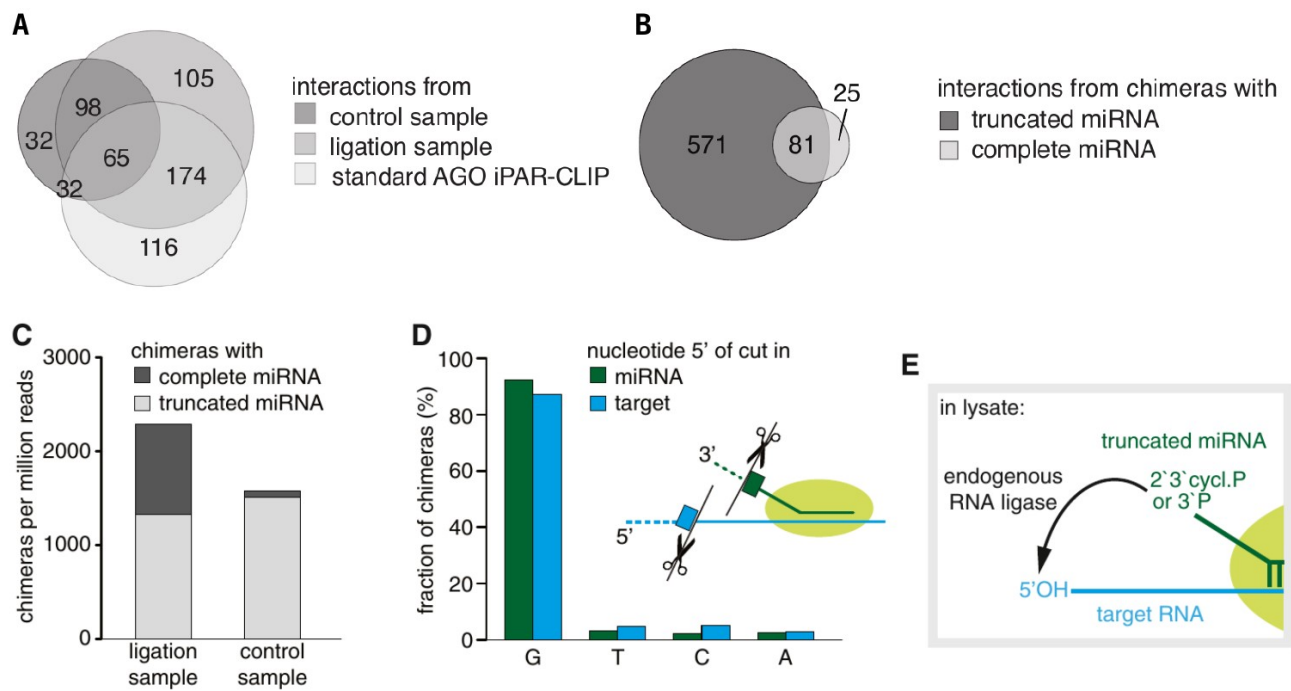 A
105
98
32
65
174
32
116
interactions from
control sample
ligation sample
standard AGO iPAR-CLIP
B
25
571
81
interactions from chimeras with
truncated miRNA
complete miRNA
C
chimeras per million reads
3000
2000
1000
0
chimeras with
complete miRNA
truncated miRNA
ligation
sample
control
sample
D
fraction of chimeras (%)
100
80
60
40
20
0
nucleotide 5' of cut in
miRNA
target
3'
5'
G
T
C
A
E
in lysate:
truncated miRNA
endogenous
RNA ligase
2`3`cycl.P
or 3`P
5'OH
target RNA